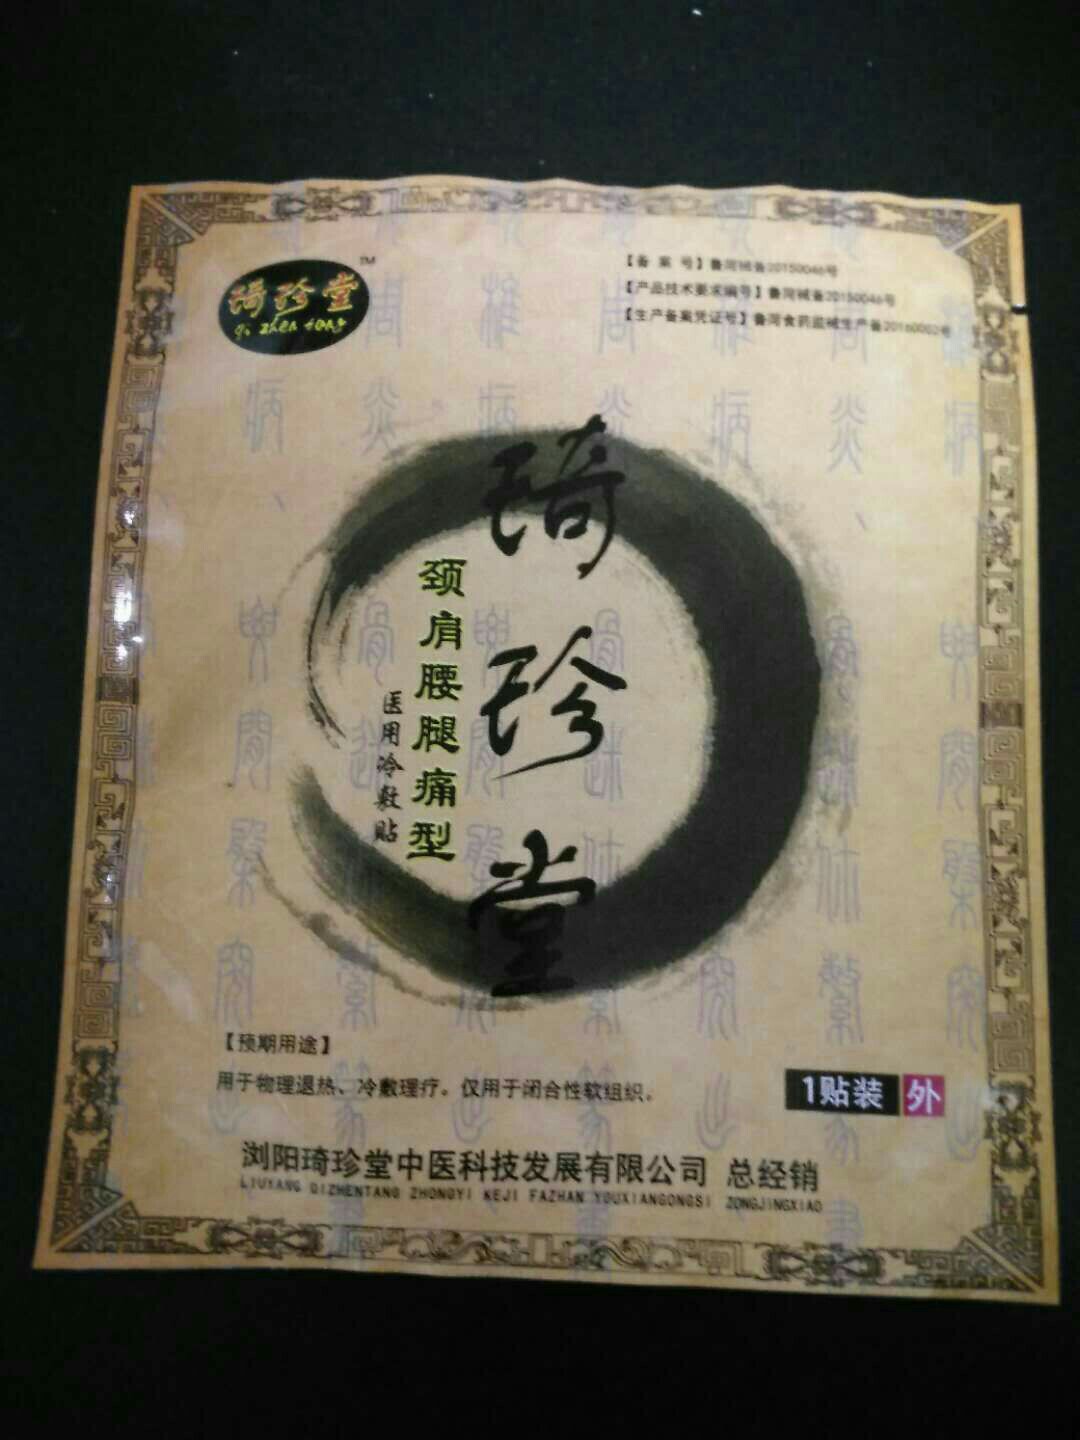 琦珍堂 TM
QI ZHEN TANG
【备 案 号】鲁菏械备20150046号
【产品技术要求编号】鲁菏械备20150046号
【生产备案凭证号】鲁菏食药监械生产备20160002号
琦珍堂
颈肩腰腿痛型
医用冷敷贴
【预期用途】
用于物理退热、冷敷理疗。仅用于闭合性软组织。
1贴装 外
浏阳琦珍堂中医科技发展有限公司 总经销
LIUYANG QIZHENTANG ZHONGYI KEJI FAZHAN YOUXIANGONGSI ZONGJINGXIAO